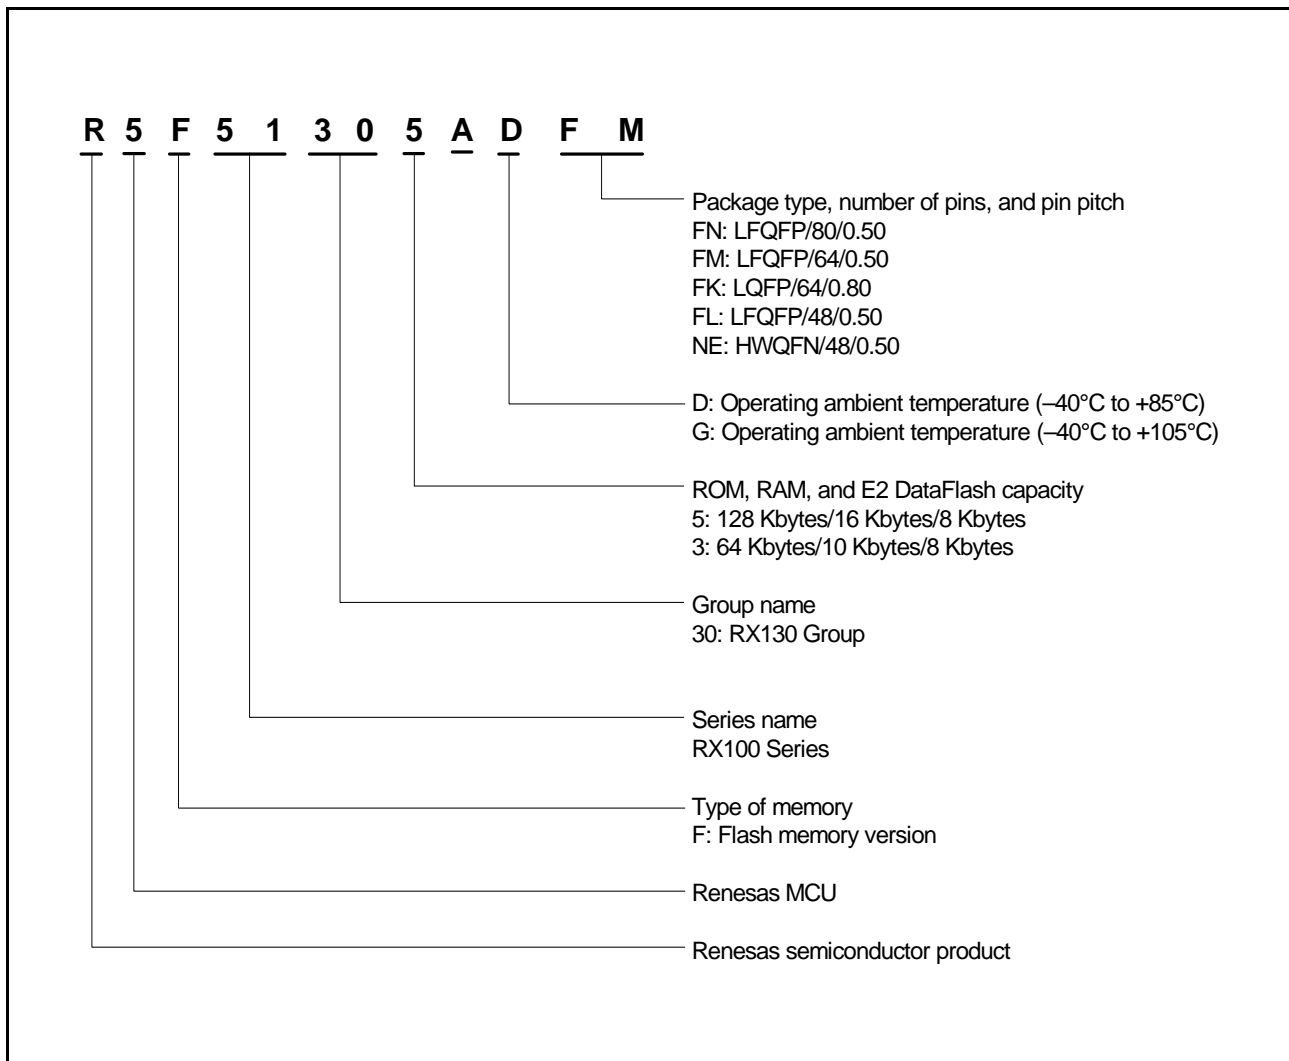 R 5 F 5 1 3 0 5 A D F M
Package type, number of pins, and pin pitch
FN: LFQFP/80/0.50
FM: LFQFP/64/0.50
FK: LQFP/64/0.80
FL: LFQFP/48/0.50
NE: HWQFN/48/0.50
D: Operating ambient temperature (–40°C to +85°C)
G: Operating ambient temperature (–40°C to +105°C)
ROM, RAM, and E2 DataFlash capacity
5: 128 Kbytes/16 Kbytes/8 Kbytes
3: 64 Kbytes/10 Kbytes/8 Kbytes
Group name
30: RX130 Group
Series name
RX100 Series
Type of memory
F: Flash memory version
Renesas MCU
Renesas semiconductor product